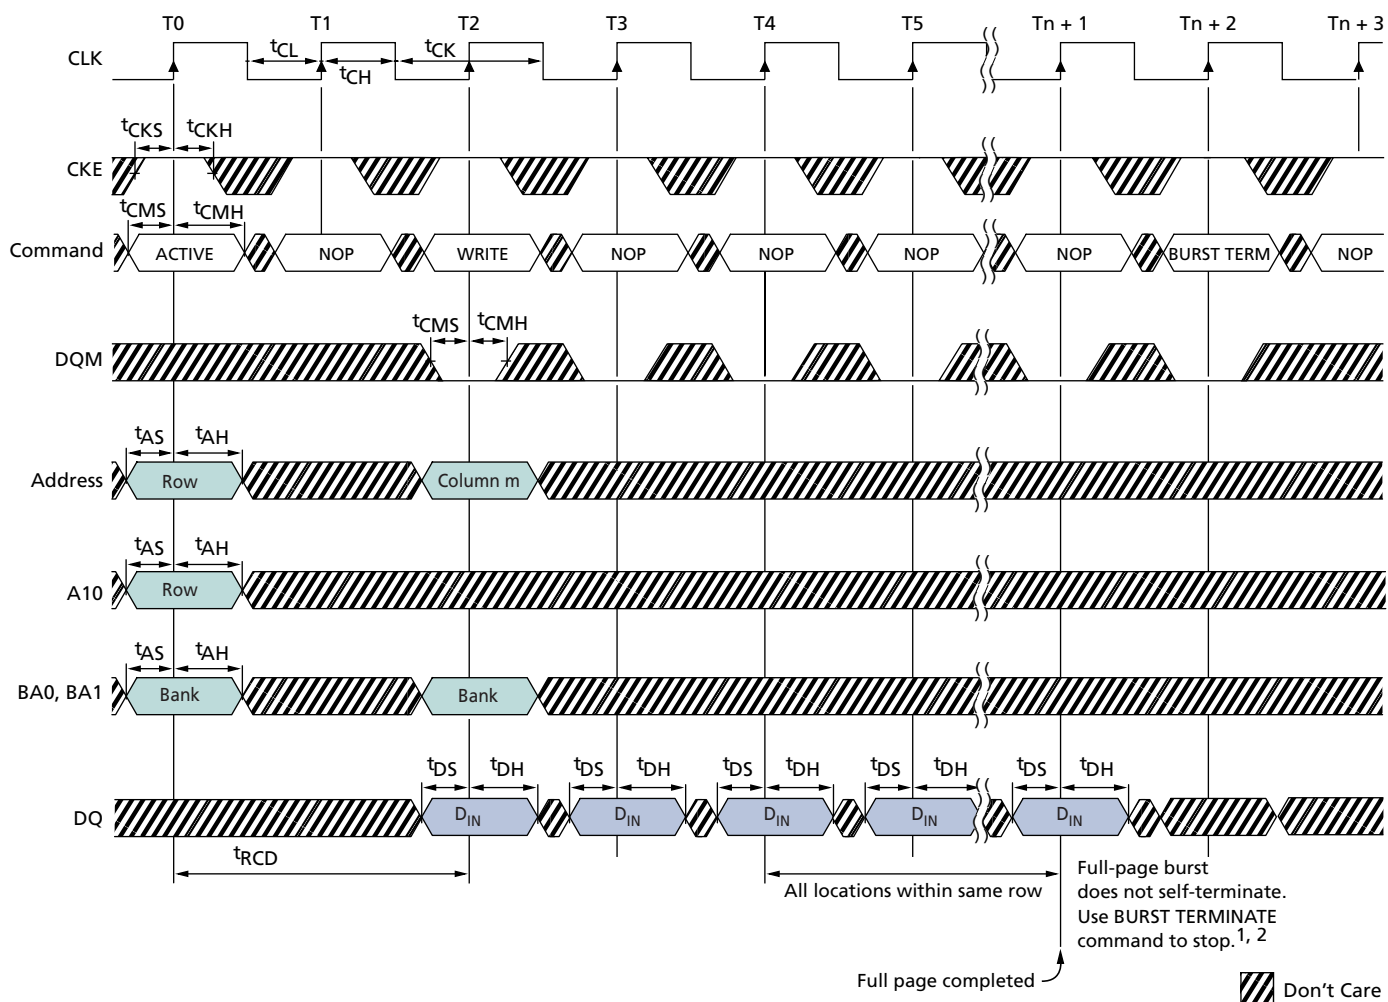 T0 T1 T2 T3 T4 T5 Tn + 1 Tn + 2 Tn + 3
CLK tCL tCH tCK
tCKS tCKH
CKE
tCMS tCMH
Command ACTIVE NOP WRITE NOP NOP NOP NOP BURST TERM NOP
tCMS tCMH
DQM
tAS tAH
Address Row Column m
tAS tAH
A10 Row
tAS tAH
BA0, BA1 Bank Bank
tDS tDH tDS tDH tDS tDH tDS tDH tDS tDH
DQ DIN DIN DIN DIN DIN
tRCD
All locations within same row
Full-page burst
does not self-terminate.
Use BURST TERMINATE
command to stop.1, 2
Full page completed
Don't Care